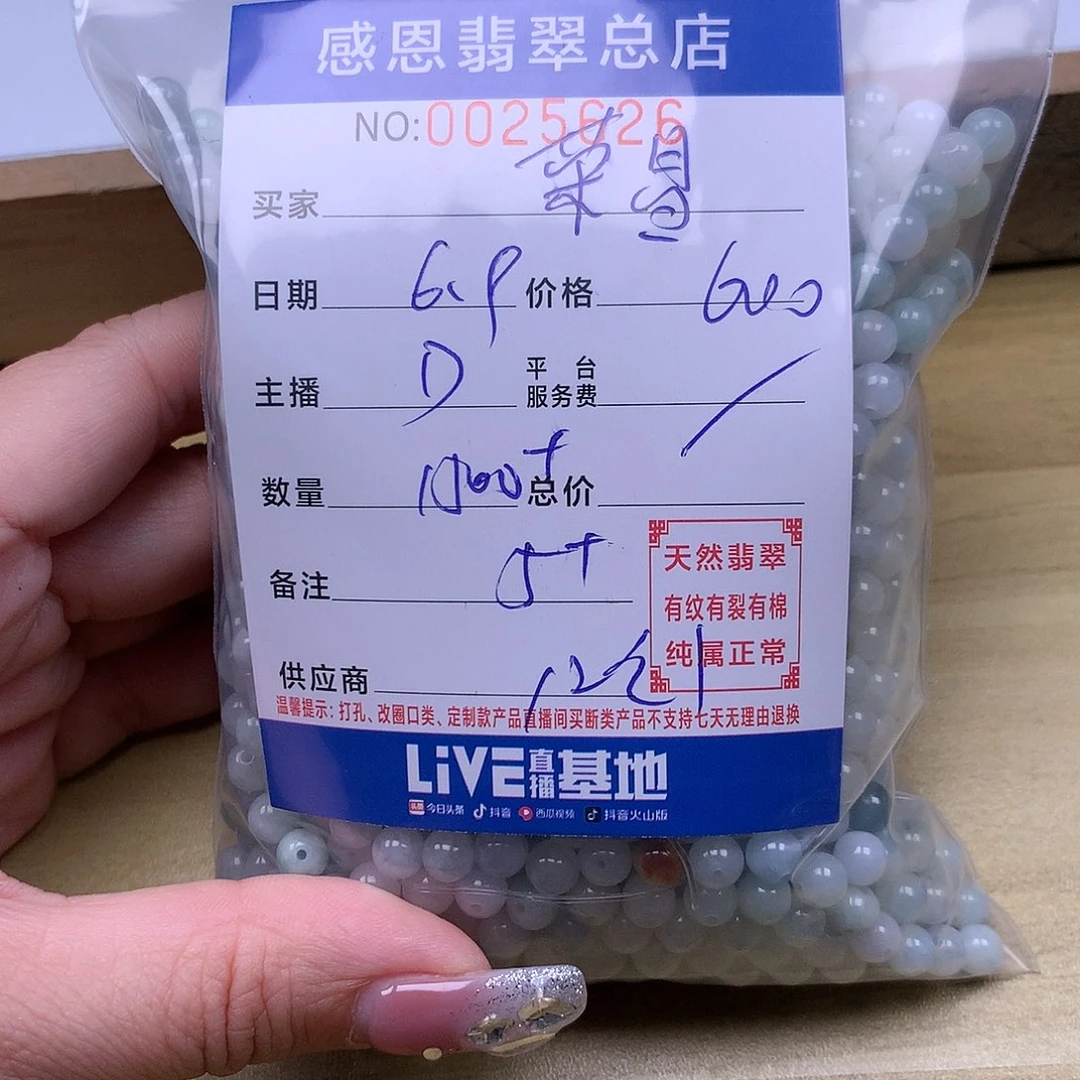 感恩翡翠总店
NO:0025626
买家 菜昌
日期 6.9 价格 600
主播 D 平台服务费 /
数量 总价
备注 5+
天然翡翠
有纹有裂有棉
纯属正常
供应商
温馨提示：打孔、改圈口类、定制款产品直播间买断类产品不支持七天无理由退换
LiVE直播基地
头条 今日头条 抖音 西瓜视频 抖音火山版